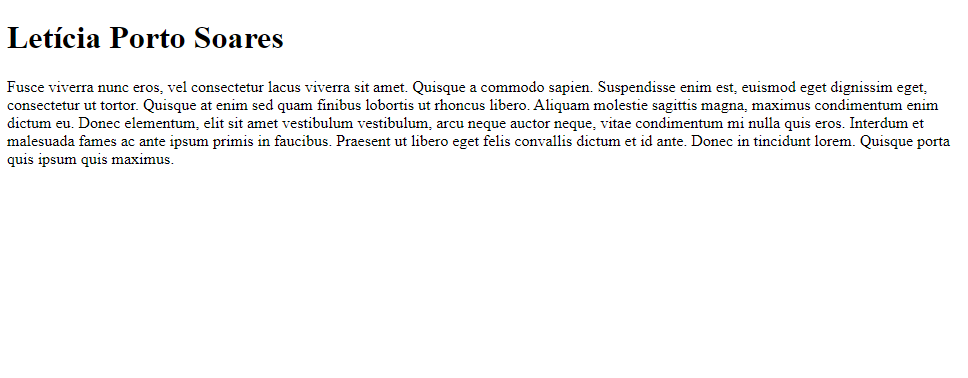 Letícia Porto Soares
Fusce viverra nunc eros, vel consectetur lacus viverra sit amet. Quisque a commodo sapien. Suspendisse enim est, euismod eget dignissim eget,
consectetur ut tortor. Quisque at enim sed quam finibus lobortis ut rhoncus libero. Aliquam molestie sagittis magna, maximus condimentum enim
dictum eu. Donec elementum, elit sit amet vestibulum vestibulum, arcu neque auctor neque, vitae condimentum mi nulla quis eros. Interdum et
malesuada fames ac ante ipsum primis in faucibus. Praesent ut libero eget felis convallis dictum et id ante. Donec in tincidunt lorem. Quisque porta
quis ipsum quis maximus.